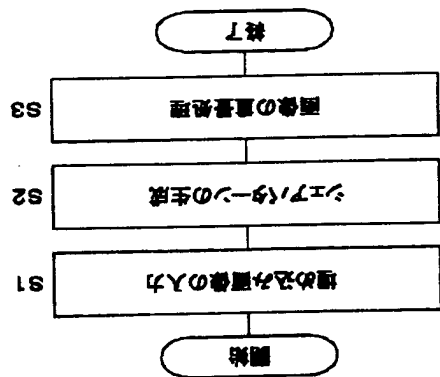 開始
埋め込み画像の入力 S1
シェアパターンの生成 S2
画像の重畳処理 S3
終了